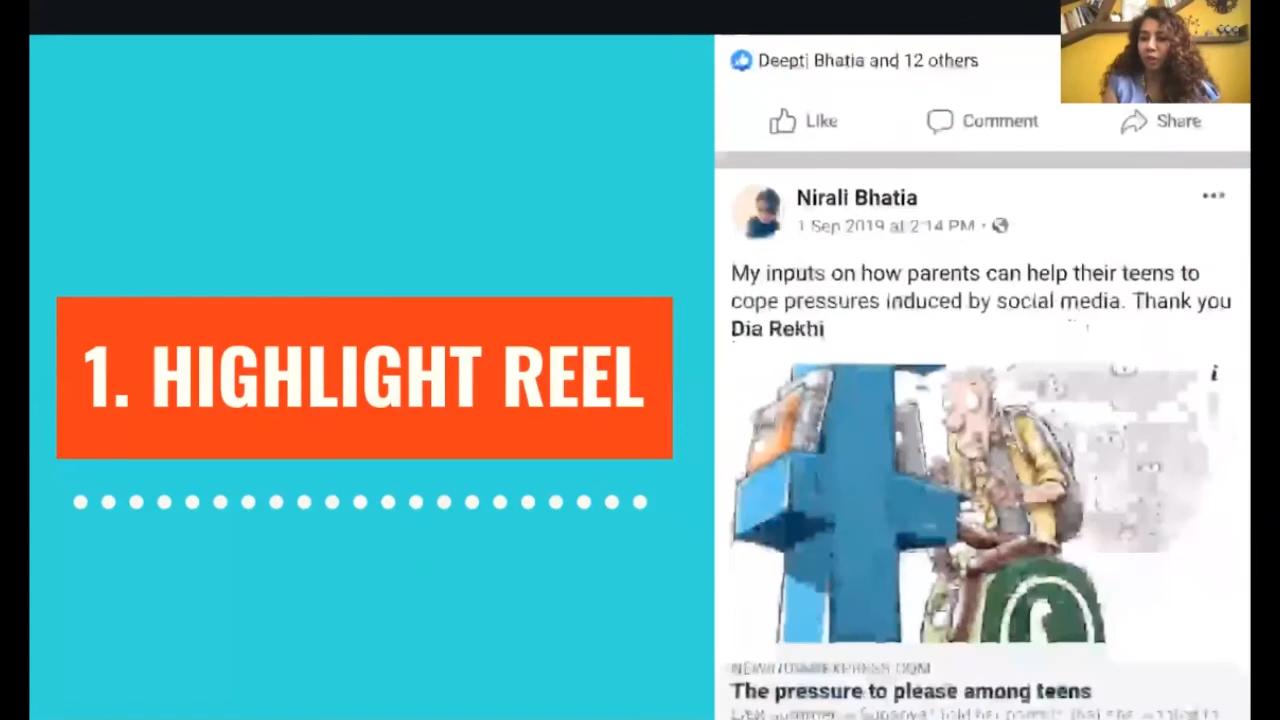 1. HIGHLIGHT REEL
Deepti Bhatia and 12 others
Like Comment Share
Nirali Bhatia
1 Sep 2019 at 2:14 PM
My inputs on how parents can help their teens to
cope pressures induced by social media. Thank you
Dia Rekhi
i
The pressure to please among teens